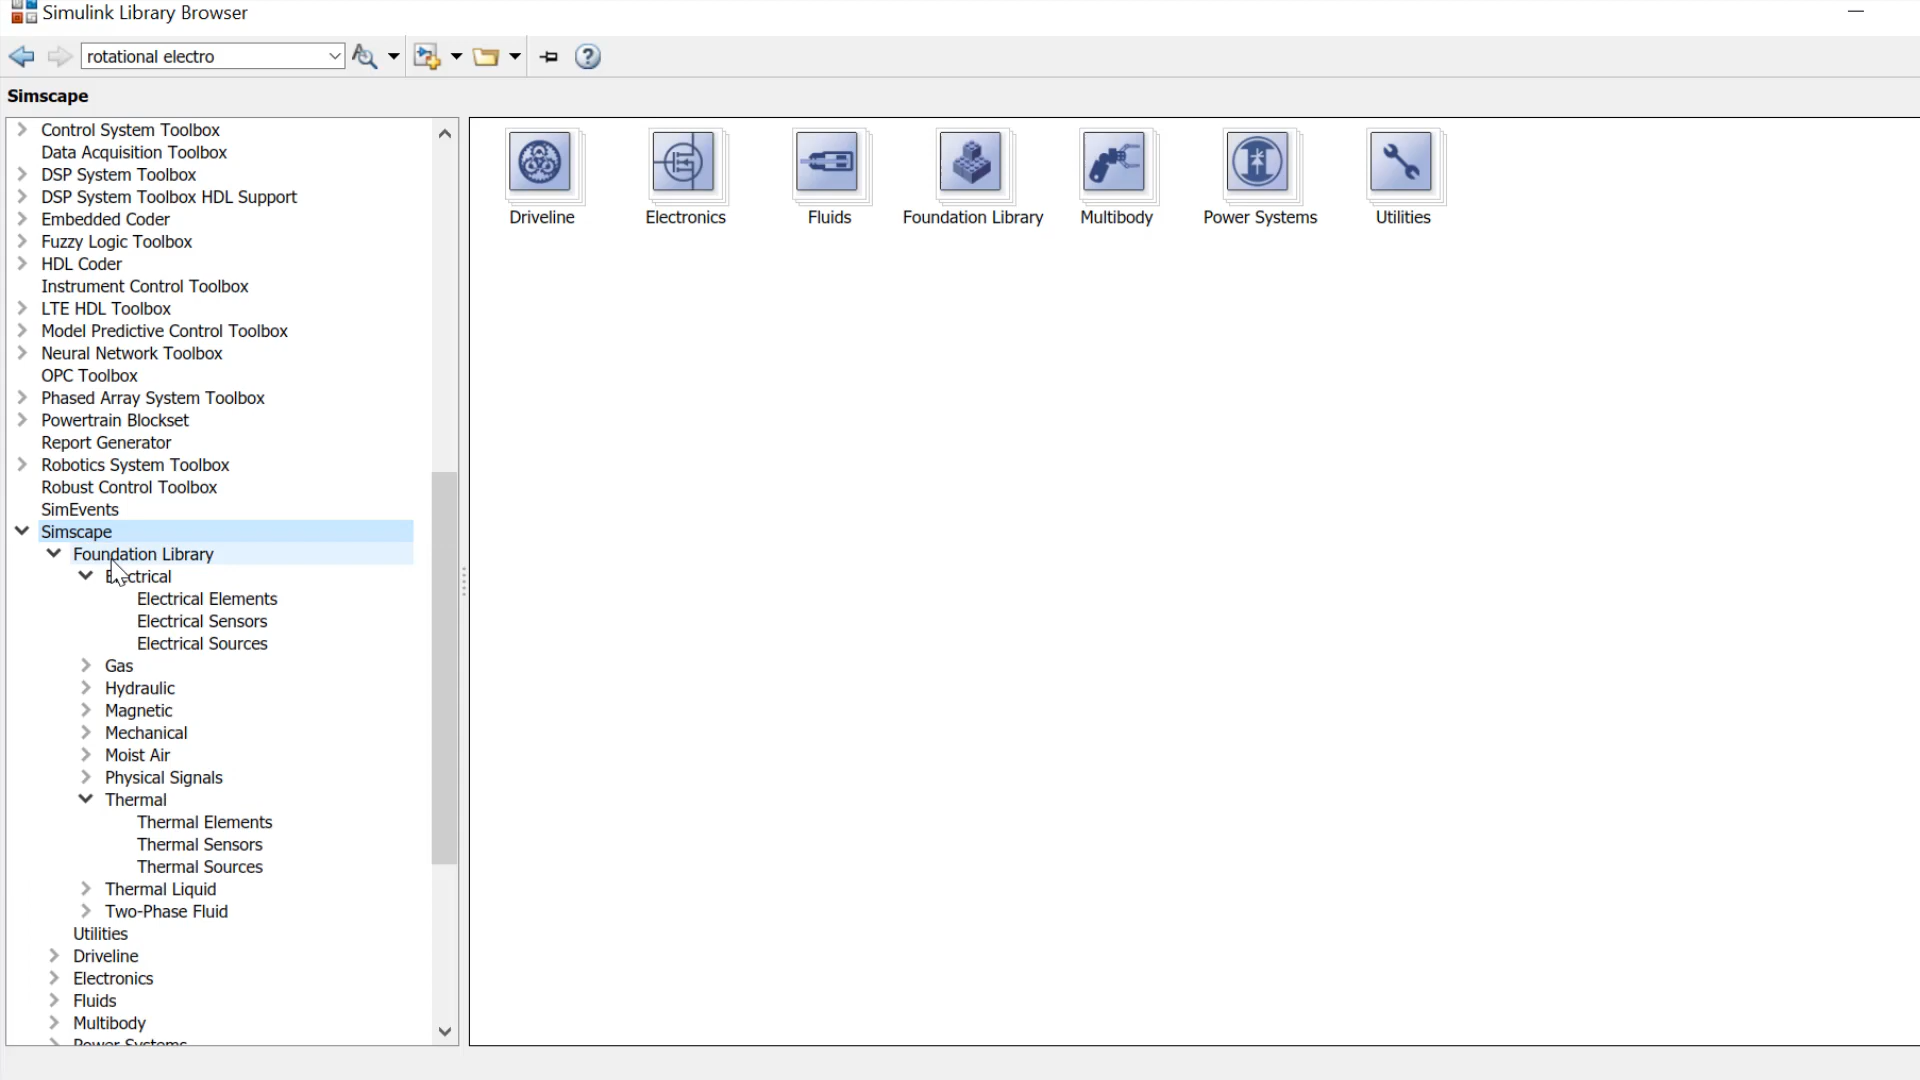 Simulink Library Browser
rotational electro
Simscape
Control System Toolbox
Data Acquisition Toolbox
DSP System Toolbox
DSP System Toolbox HDL Support
Embedded Coder
Fuzzy Logic Toolbox
HDL Coder
Instrument Control Toolbox
LTE HDL Toolbox
Model Predictive Control Toolbox
Neural Network Toolbox
OPC Toolbox
Phased Array System Toolbox
Powertrain Blockset
Report Generator
Robotics System Toolbox
Robust Control Toolbox
SimEvents
Simscape
Foundation Library
Electrical
Electrical Elements
Electrical Sensors
Electrical Sources
Gas
Hydraulic
Magnetic
Mechanical
Moist Air
Physical Signals
Thermal
Thermal Elements
Thermal Sensors
Thermal Sources
Thermal Liquid
Two-Phase Fluid
Utilities
Driveline
Electronics
Fluids
Multibody
Power Systems
Driveline
Electronics
Fluids
Foundation Library
Multibody
Power Systems
Utilities